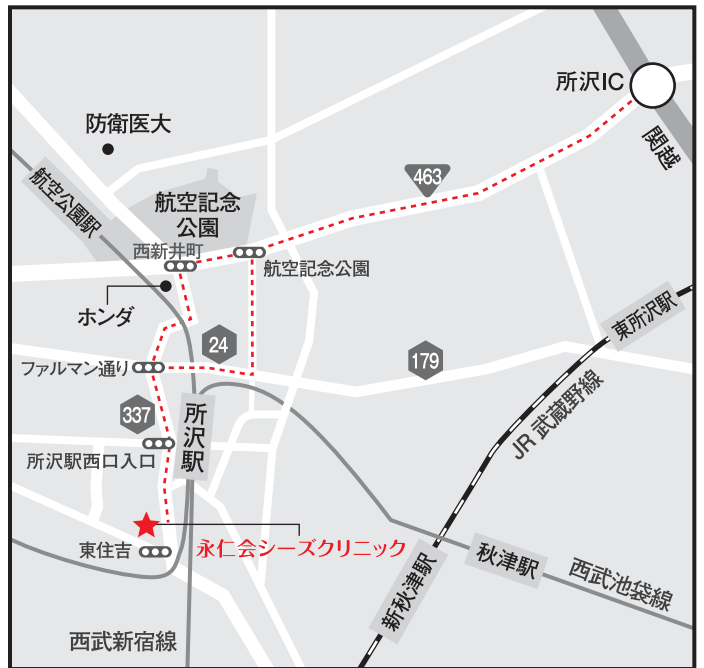 所沢IC
関越
防衛医大
463
航空公園駅
航空記念
公園
西新井町
航空記念公園
ホンダ
東所沢駅
24
179
ファルマン通り
JR 武蔵野線
337
所沢駅
所沢駅西口入口
永仁会シーズクリニック
東住吉
秋津駅
新秋津駅
西武池袋線
西武新宿線